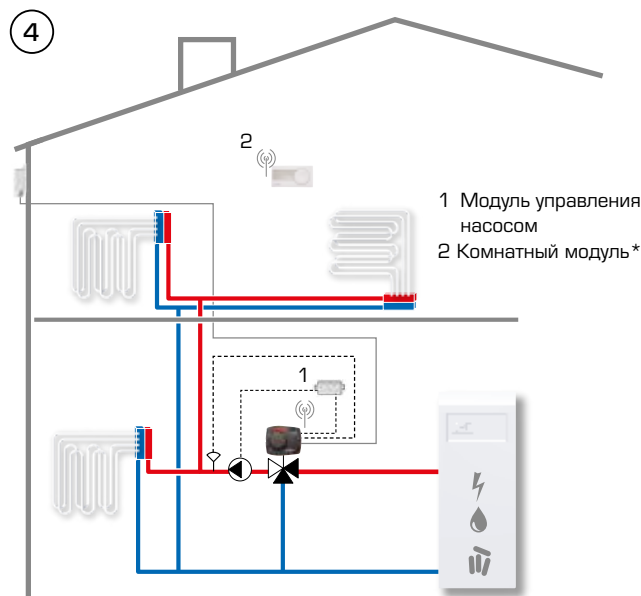 4
2
1 Модуль управления
насосом
2 Комнатный модуль*
1